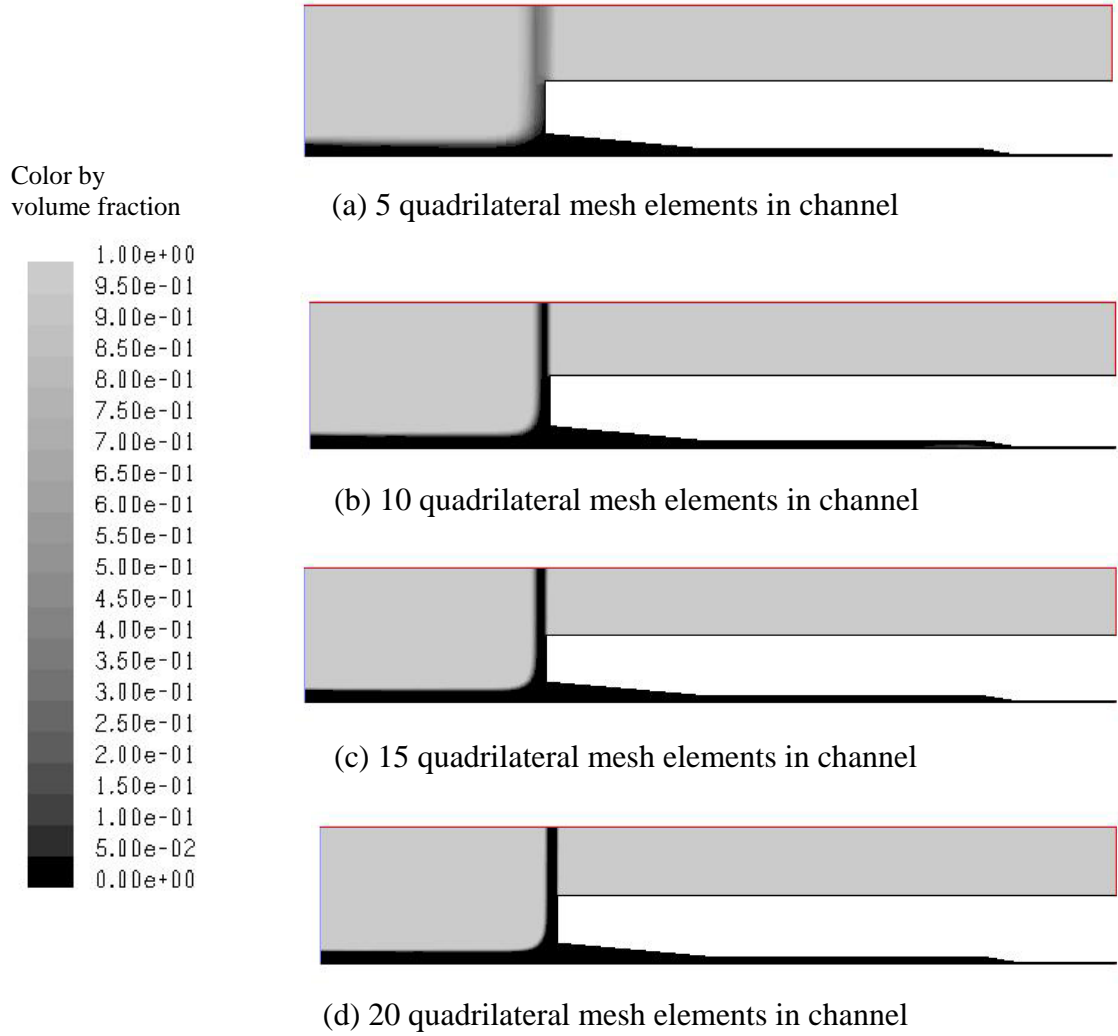 Color by
volume fraction
1.00e+00
9.50e-01
9.00e-01
8.50e-01
8.00e-01
7.50e-01
7.00e-01
6.50e-01
6.00e-01
5.50e-01
5.00e-01
4.50e-01
4.00e-01
3.50e-01
3.00e-01
2.50e-01
2.00e-01
1.50e-01
1.00e-01
5.00e-02
0.00e+00
(a) 5 quadrilateral mesh elements in channel
(b) 10 quadrilateral mesh elements in channel
(c) 15 quadrilateral mesh elements in channel
(d) 20 quadrilateral mesh elements in channel